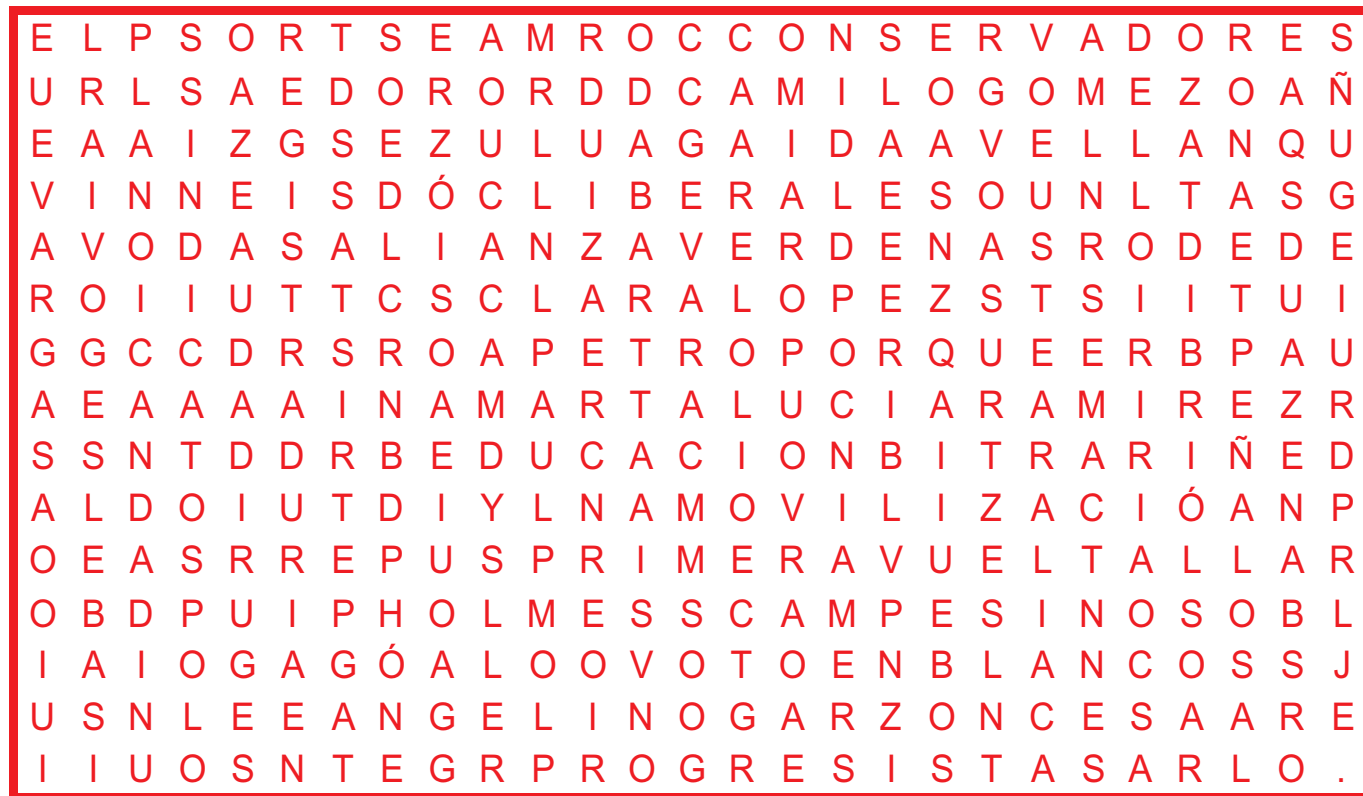 E L P S O R T S E A M R O C C O N S E R V A D O R E S
U R L S A E D O R O R D D C A M I L O G O M E Z O A Ñ
E A A I Z G S E Z U L U A G A I D A A V E L L A N Q U
V I N N E I S D Ó C L I B E R A L E S O U N L T A S G
A V O D A S A L I A N Z A V E R D E N A S R O D E D E
R O I I U T T C S C L A R A L O P E Z S T S I I T U I
G G C C D R S R O A P E T R O P O R Q U E E R B P A U
A E A A A A I N A M A R T A L U C I A R A M I R E Z R
S S N T D D R B E D U C A C I O N B I T R A R I Ñ E D
A L D O I U T D I Y L N A M O V I L I Z A C I Ó A N P
O E A S R R E P U S P R I M E R A V U E L T A L L A R
O B D P U I P H O L M E S S C A M P E S I N O S O B L
I A I O G A G Ó A L O O V O T O E N B L A N C O S S J
U S N L E E A N G E L I N O G A R Z O N C E S A A R E
I I U O S N T E G R P R O G R E S I S T A S A R L O .